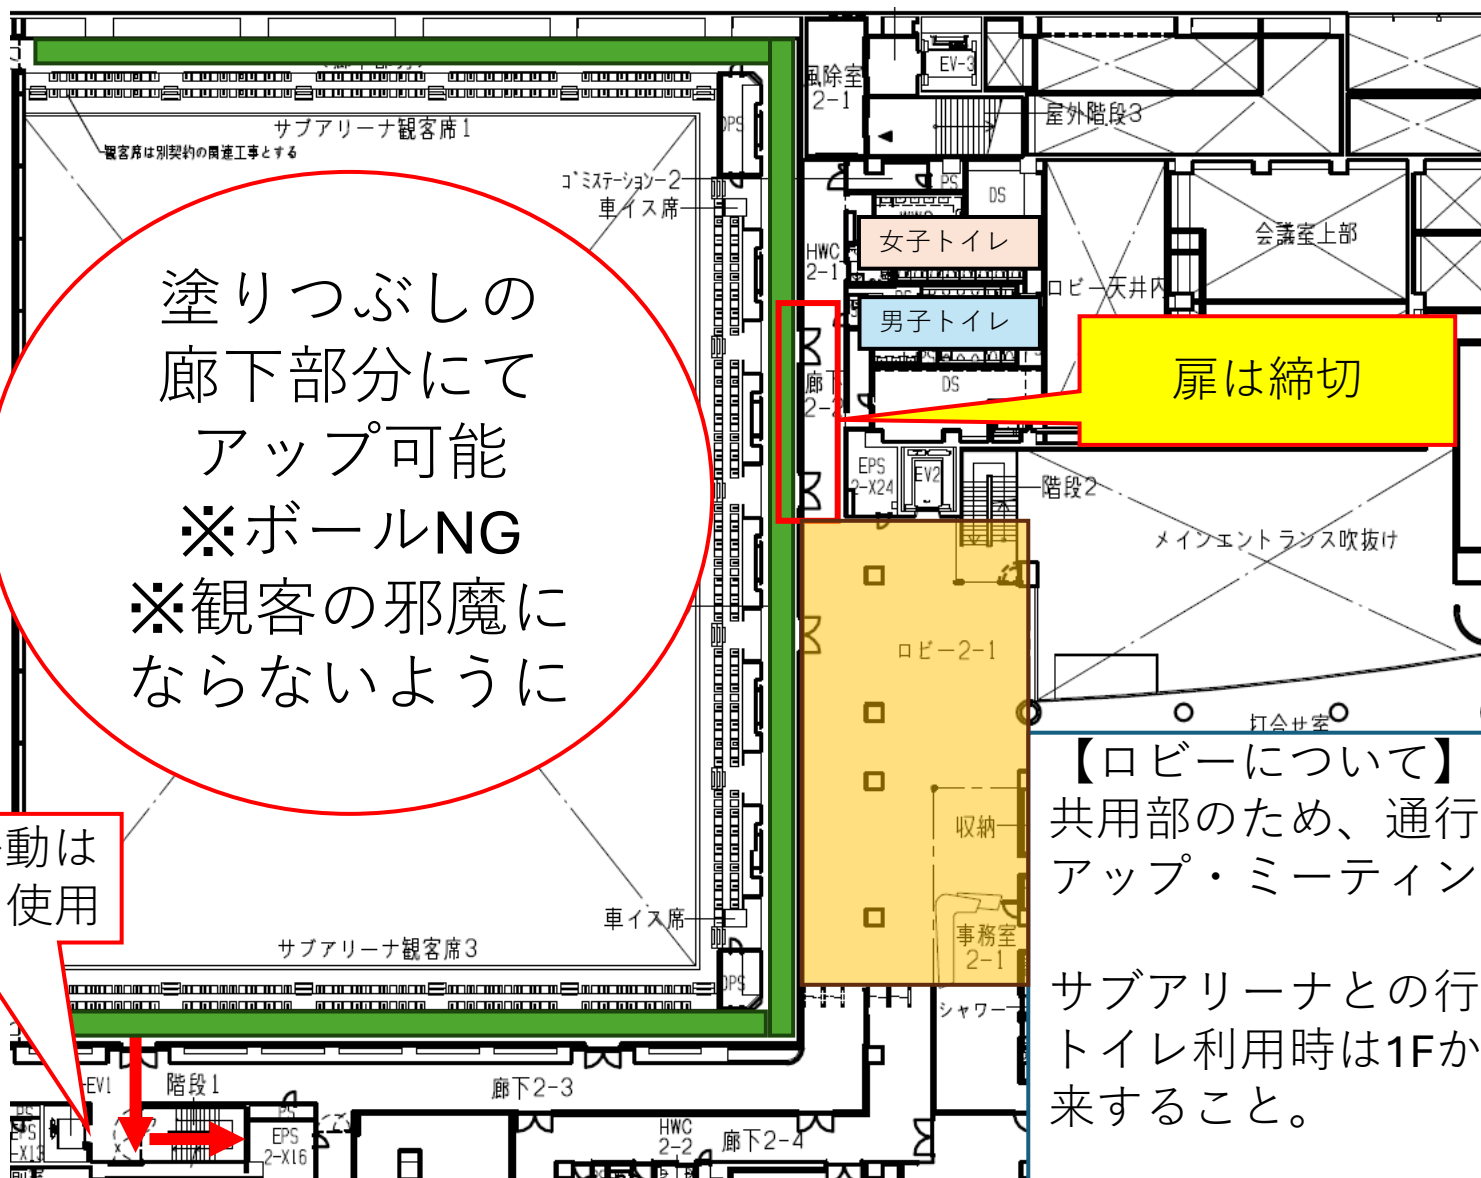 風除室
2-1
EV-3
屋外階段3
サブアリーナ観客席1
観客席は別契約の関連工事とする
DPS
ゴミステーション-2
車イス席
PS
DS
HWC
2-1
女子トイレ
会議室上部
ロビー天井内
男子トイレ
塗りつぶしの
廊下部分にて
アップ可能
※ボールNG
※観客の邪魔に
ならないように
扉は締切
廊下
DS
EPS
2-X24
EV2
階段2
メインエントランス吹抜け
ロビー2-1
打合せ室
【ロビーについて】
共用部のため、通行
アップ・ミーティン
サブアリーナとの行
トイレ利用時は1Fか
来すること。
収納
動は
使用
車イス席
事務室
2-1
サブアリーナ観客席3
DPS
シャワー
EV1
階段1
廊下2-3
PS
EPS
2-X16
HWC
2-2
廊下2-4